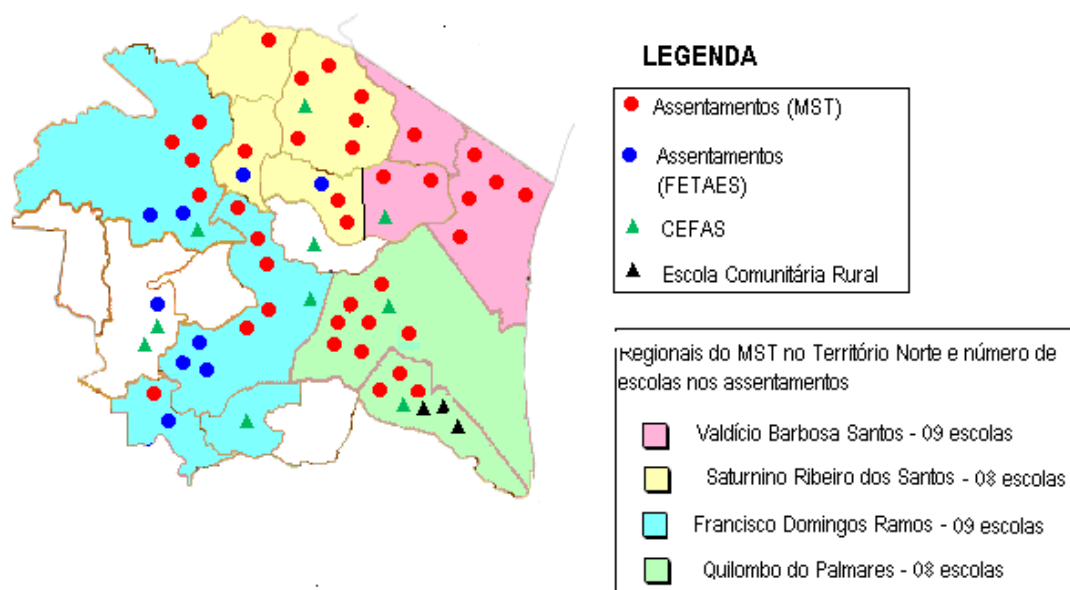 LEGENDA
Assentamentos (MST)
Assentamentos
(FETAES)
CEFAS
Escola Comunitária Rural
Regionais do MST no Território Norte e número de
escolas nos assentamentos
Valdício Barbosa Santos - 09 escolas
Saturnino Ribeiro dos Santos - 08 escolas
Francisco Domingos Ramos - 09 escolas
Quilombo do Palmares - 08 escolas